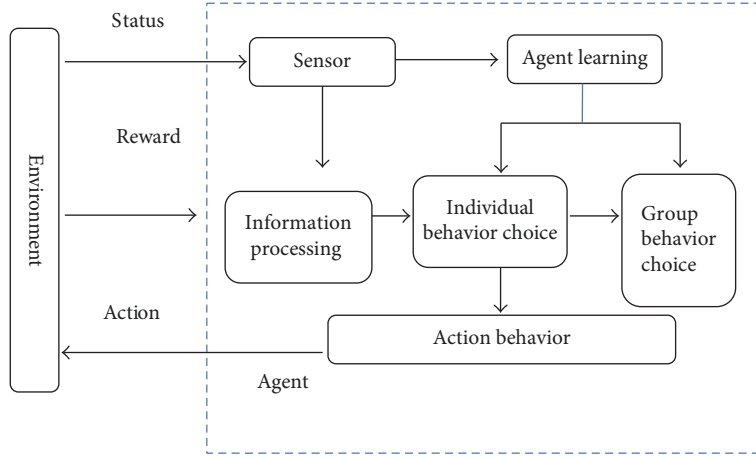 Status
Sensor
Agent learning
Reward
Environment
Information
processing
Individual
behavior choice
Group
behavior
choice
Action
Action behavior
Agent